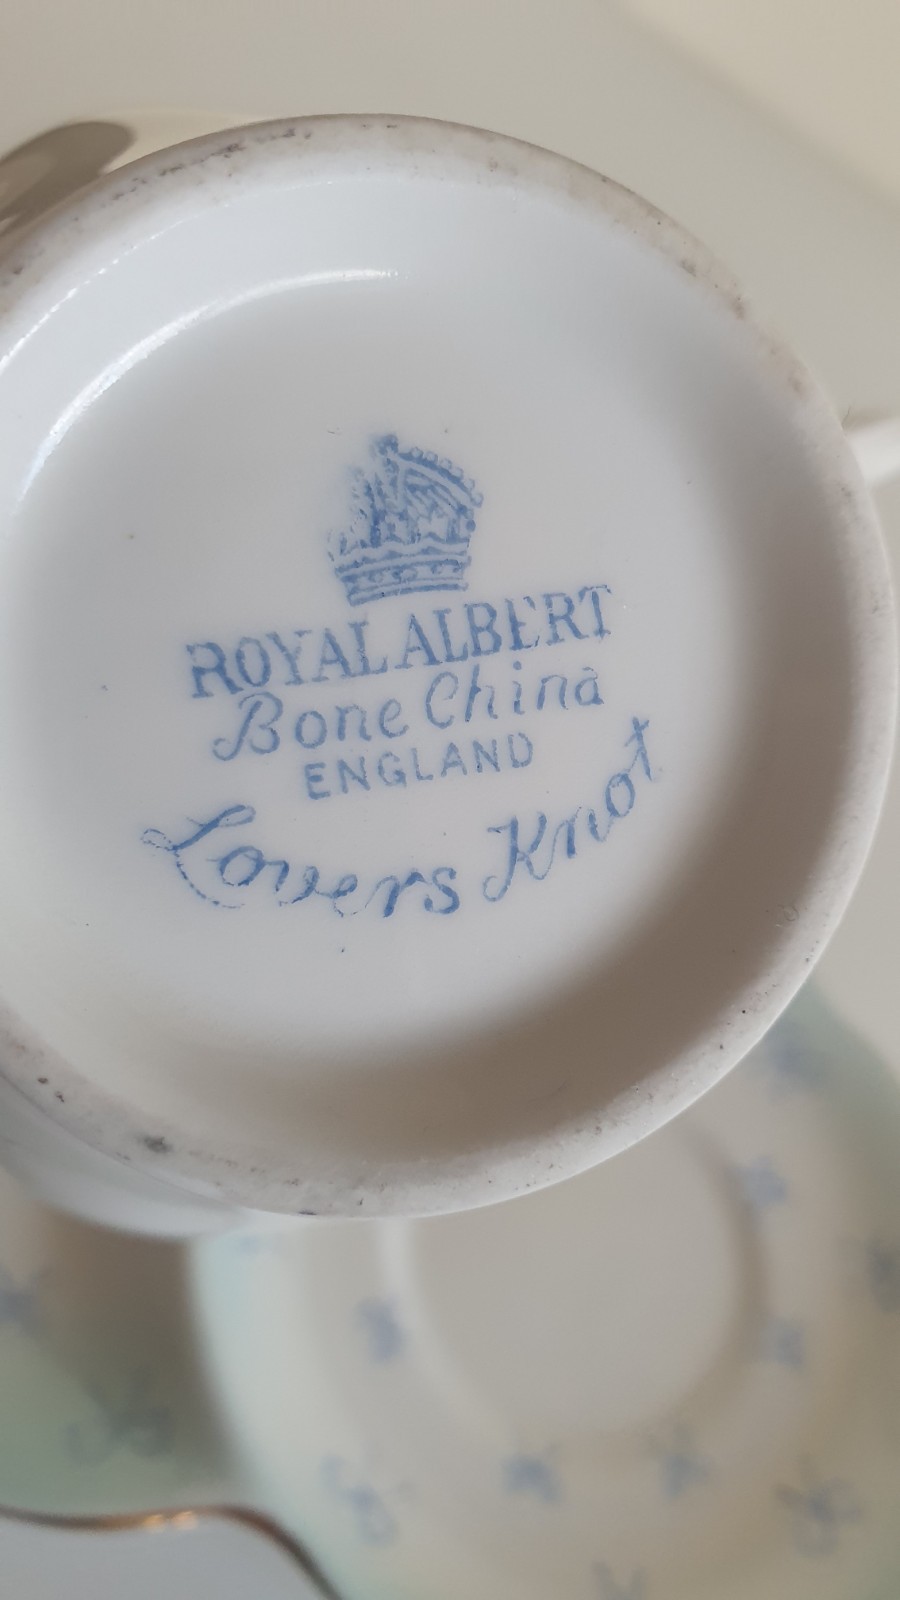 ROYAL ALBERT
Bone China
ENGLAND
Lovers Knot